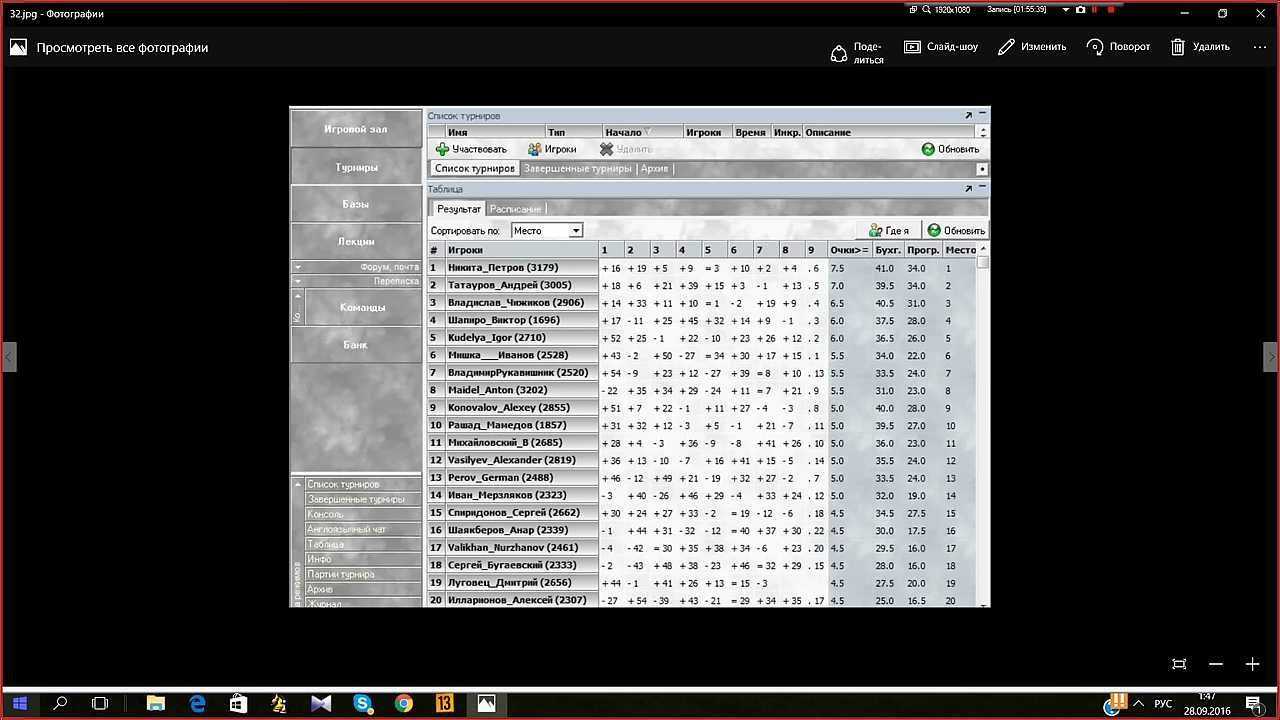 32.jpg - Фотографии
1920x1080 Запись [01:55:39]
Просмотреть все фотографии
Поде-
литься
Слайд-шоу
Изменить
Поворот
Удалить
Игровой зал
Турниры
Базы
Лекции
Форум, почта
Переписка
Ко...
Команды
Банк
Список турниров
Завершенные турниры
Консоль
Англоязычный чат
Таблица
Инфо
Партии турнира
Архив
Журнал
Список турниров
Имя Тип Начало Игроки Время Инкр. Описание
Участвовать Игроки Удалить Обновить
Список турниров Завершенные турниры Архив
Таблица
Результат Расписание
Сортировать по: Место Где я Обновить
# Игроки 1 2 3 4 5 6 7 8 9 Очки>= Бухг. Прогр. Место
1 Никита_Петров (3179) + 16 + 19 + 5 + 9 = 3 + 10 + 2 + 4 . 6 7.5 41.0 34.0 1
2 Татауров_Андрей (3005) + 18 + 6 + 21 + 39 + 15 + 3 - 1 + 13 . 5 7.0 39.5 34.0 2
3 Владислав_Чижиков (2906) + 14 + 33 + 11 + 10 = 1 - 2 + 19 + 9 . 4 6.5 40.5 31.0 3
4 Шапиро_Виктор (1696) + 17 - 11 + 25 + 45 + 32 + 14 + 9 - 1 . 3 6.0 37.5 28.0 4
5 Kudelya_Igor (2710) + 52 + 25 - 1 + 22 - 10 + 23 + 26 + 12 . 2 6.0 36.5 26.0 5
6 Мишка___Иванов (2528) + 43 - 2 + 50 - 27 = 34 + 30 + 17 + 15 . 1 5.5 34.0 22.0 6
7 ВладимирРукавишник (2520) + 54 - 9 + 23 + 12 - 27 + 39 = 8 + 10 . 13 5.5 33.5 24.0 7
8 Maidel_Anton (3202) - 22 + 35 + 34 + 29 - 24 + 11 = 7 + 21 . 9 5.5 31.0 23.0 8
9 Konovalov_Alexey (2855) + 51 + 7 + 22 - 1 + 11 + 27 - 4 - 3 . 8 5.0 40.0 28.0 9
10 Рашад_Мамедов (1857) + 31 + 32 + 12 - 3 + 5 - 1 + 21 - 7 . 11 5.0 39.5 27.0 10
11 Михайловский_В (2685) + 28 + 4 - 3 + 36 - 9 - 8 + 41 + 26 . 10 5.0 36.0 23.0 11
12 Vasilyev_Alexander (2819) + 36 + 13 - 10 - 7 + 16 + 41 + 15 - 5 . 14 5.0 35.5 24.0 12
13 Perov_German (2488) + 46 - 12 + 49 + 21 - 19 + 32 + 27 - 2 . 7 5.0 33.5 24.0 13
14 Иван_Мерзляков (2323) - 3 + 40 - 26 + 46 + 29 - 4 + 33 + 24 . 12 5.0 32.0 19.0 14
15 Спиридонов_Сергей (2662) + 30 + 24 + 27 + 33 - 2 = 19 - 12 - 6 . 18 4.5 34.5 27.5 15
16 Шаякберов_Анар (2339) - 1 + 44 + 31 - 32 - 12 = 40 + 37 + 30 . 22 4.5 31.0 17.5 16
17 Valikhan_Nurzhanov (2461) - 4 - 42 = 30 + 35 + 38 + 34 - 6 + 23 . 20 4.5 29.5 16.0 17
18 Сергей_Бугаевский (2333) - 2 - 43 + 48 + 38 - 23 + 46 = 32 + 29 . 15 4.5 28.0 16.0 18
19 Луговец_Дмитрий (2656) + 44 - 1 + 41 + 26 + 13 = 15 - 3 4.5 27.5 20.0 19
20 Илларионов_Алексей (2307) - 27 + 54 - 39 + 43 - 21 = 29 + 34 + 35 . 17 4.5 25.0 16.5 20
13
РУС
1:47
28.09.2016
1